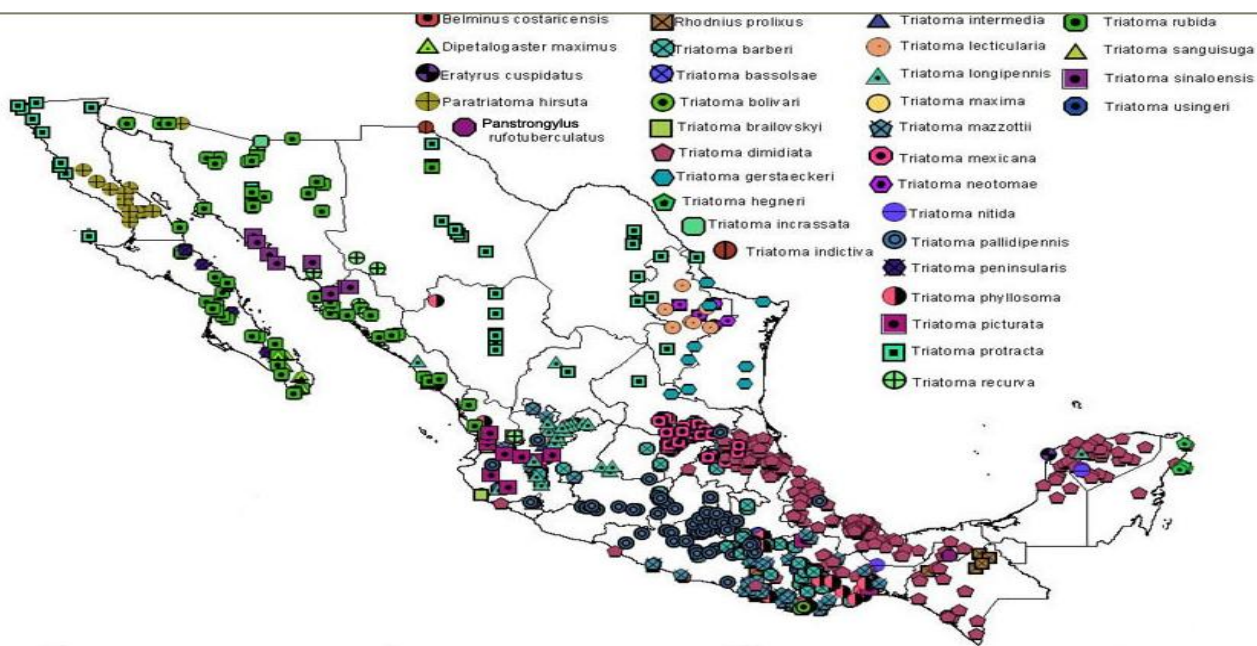 Belminus costaricensis
Dipetalogaster maximus
Eratyrus cuspidatus
Paratriatoma hirsuta
Panstrongylus
rufotuberculatus
Rhodnius prolixus
Triatoma barberi
Triatoma bassolsae
Triatoma bolivari
Triatoma brailovskyi
Triatoma dimidiata
Triatoma gerstaeckeri
Triatoma hegneri
Triatoma incrassata
Triatoma indictiva
Triatoma intermedia
Triatoma lecticularia
Triatoma longipennis
Triatoma maxima
Triatoma mazzottii
Triatoma mexicana
Triatoma neotomae
Triatoma nitida
Triatoma pallidipennis
Triatoma peninsularis
Triatoma phyllosoma
Triatoma picturata
Triatoma protracta
Triatoma recurva
Triatoma rubida
Triatoma sanguisuga
Triatoma sinaloensis
Triatoma usingeri